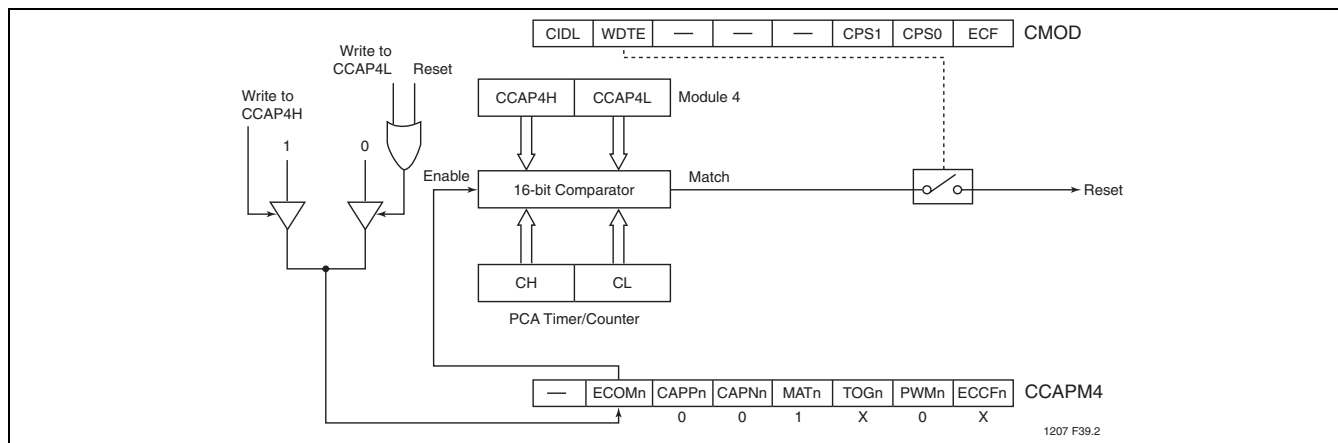 CIDL WDTE — — — CPS1 CPS0 ECF CMOD
Write to
CCAP4L Reset
Write to
CCAP4H
CCAP4H CCAP4L Module 4
1 0
Enable 16-bit Comparator Match Reset
CH CL
PCA Timer/Counter
— ECOMn CAPPn CAPNn MATn TOGn PWMn ECCFn CCAPM4
0 0 1 X 0 X
1207 F39.2